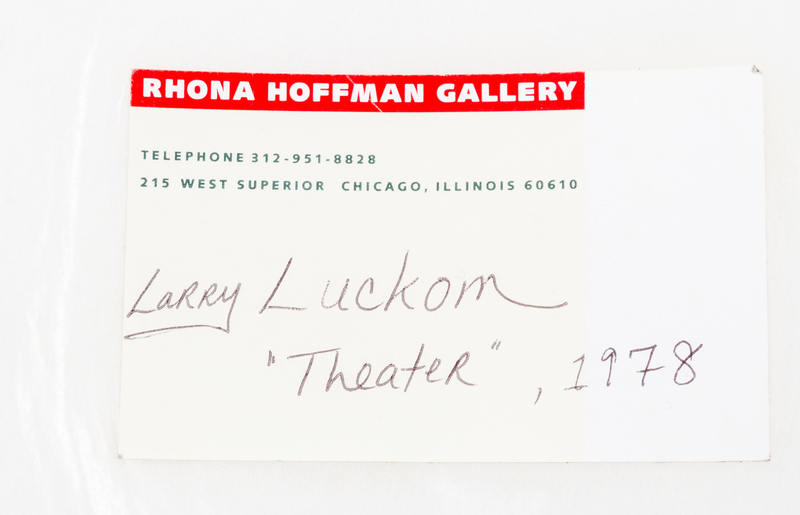 RHONA HOFFMAN GALLERY
TELEPHONE 312-951-8828
215 WEST SUPERIOR CHICAGO, ILLINOIS 60610
LARRY Luckom
"Theater", 1978